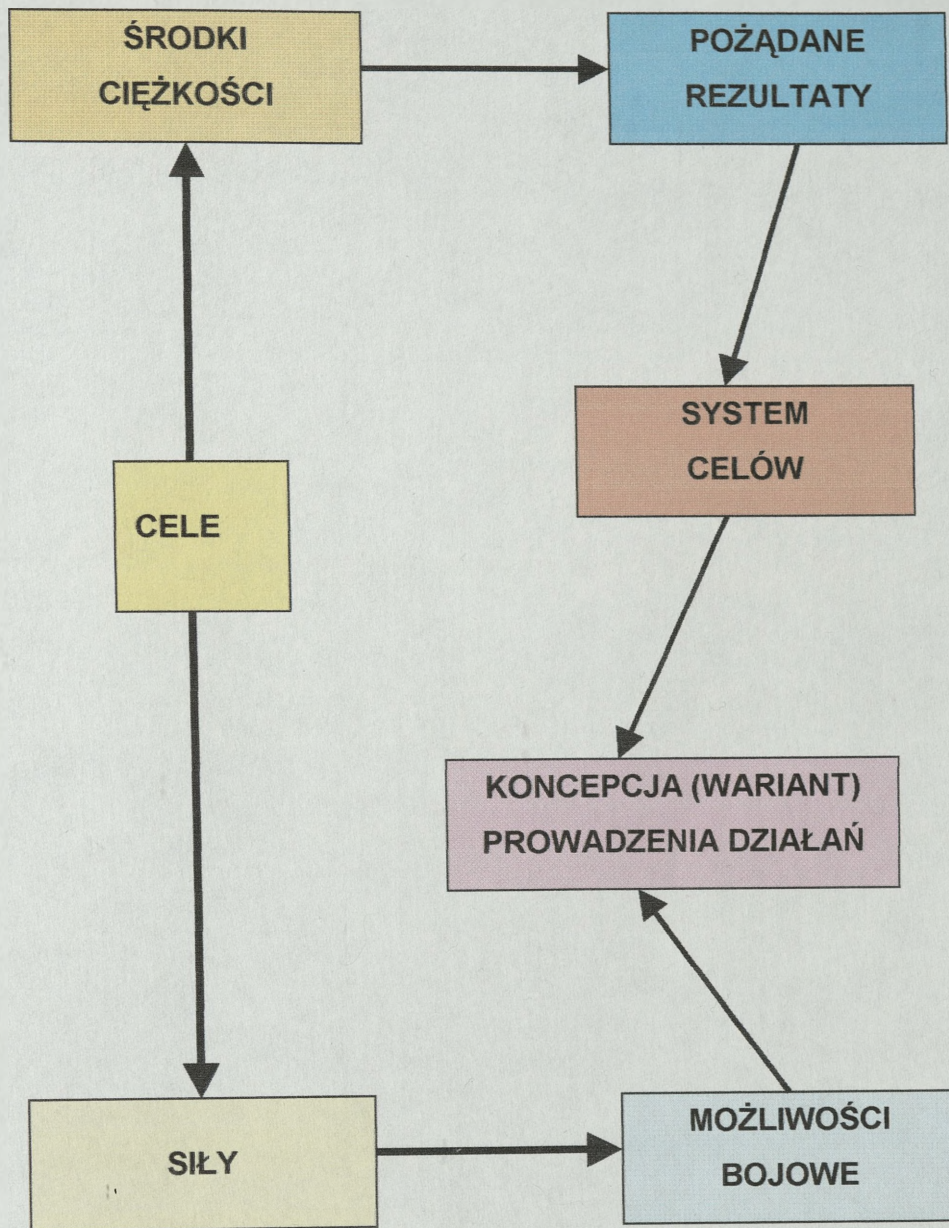 ŚRODKI
CIĘŻKOŚCI
POŻĄDANE
REZULTATY
SYSTEM
CELÓW
CELE
KONCEPCJA (WARIANT)
PROWADZENIA DZIAŁAŃ
SIŁY
MOŻLIWOŚCI
BOJOWE